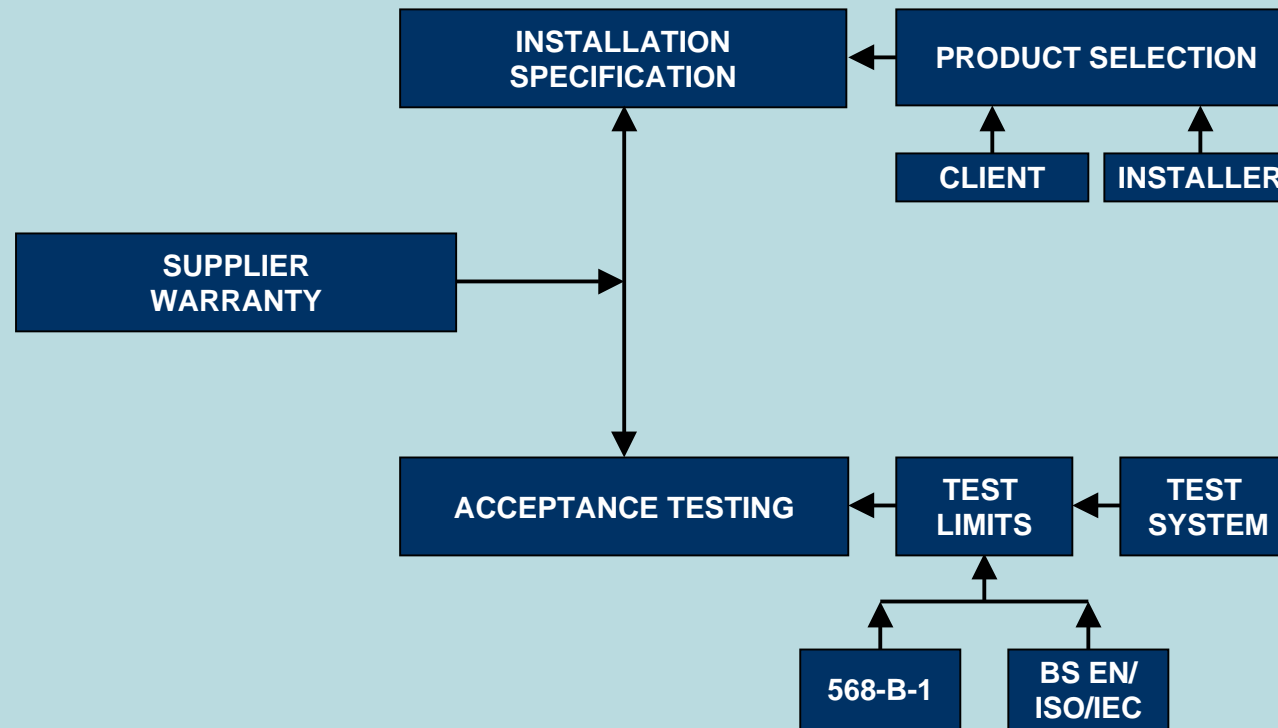 INSTALLATION
SPECIFICATION
PRODUCT SELECTION
CLIENT
INSTALLER
SUPPLIER
WARRANTY
ACCEPTANCE TESTING
TEST
LIMITS
TEST
SYSTEM
568-B-1
BS EN/
ISO/IEC